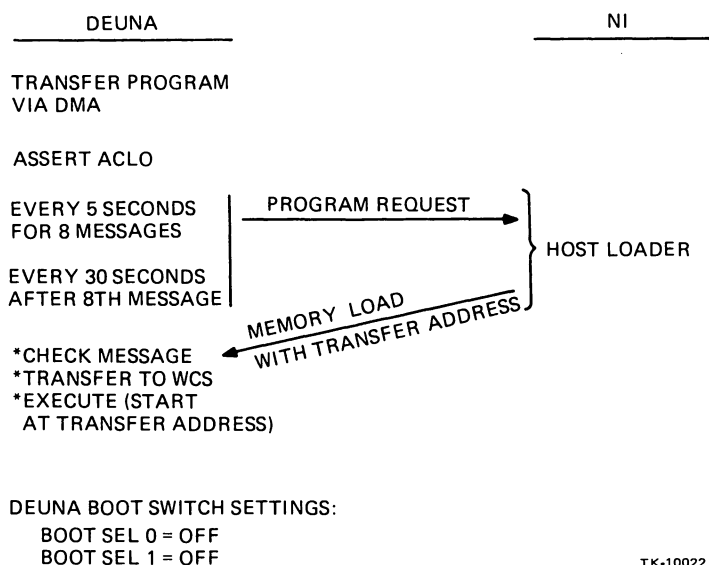 DEUNA
NI
TRANSFER PROGRAM
VIA DMA
ASSERT ACLO
EVERY 5 SECONDS
FOR 8 MESSAGES
PROGRAM REQUEST
HOST LOADER
EVERY 30 SECONDS
AFTER 8TH MESSAGE
MEMORY LOAD
WITH TRANSFER ADDRESS
*CHECK MESSAGE
*TRANSFER TO WCS
*EXECUTE (START
AT TRANSFER ADDRESS)
DEUNA BOOT SWITCH SETTINGS:
BOOT SEL 0 = OFF
BOOT SEL 1 = OFF
TK-10022